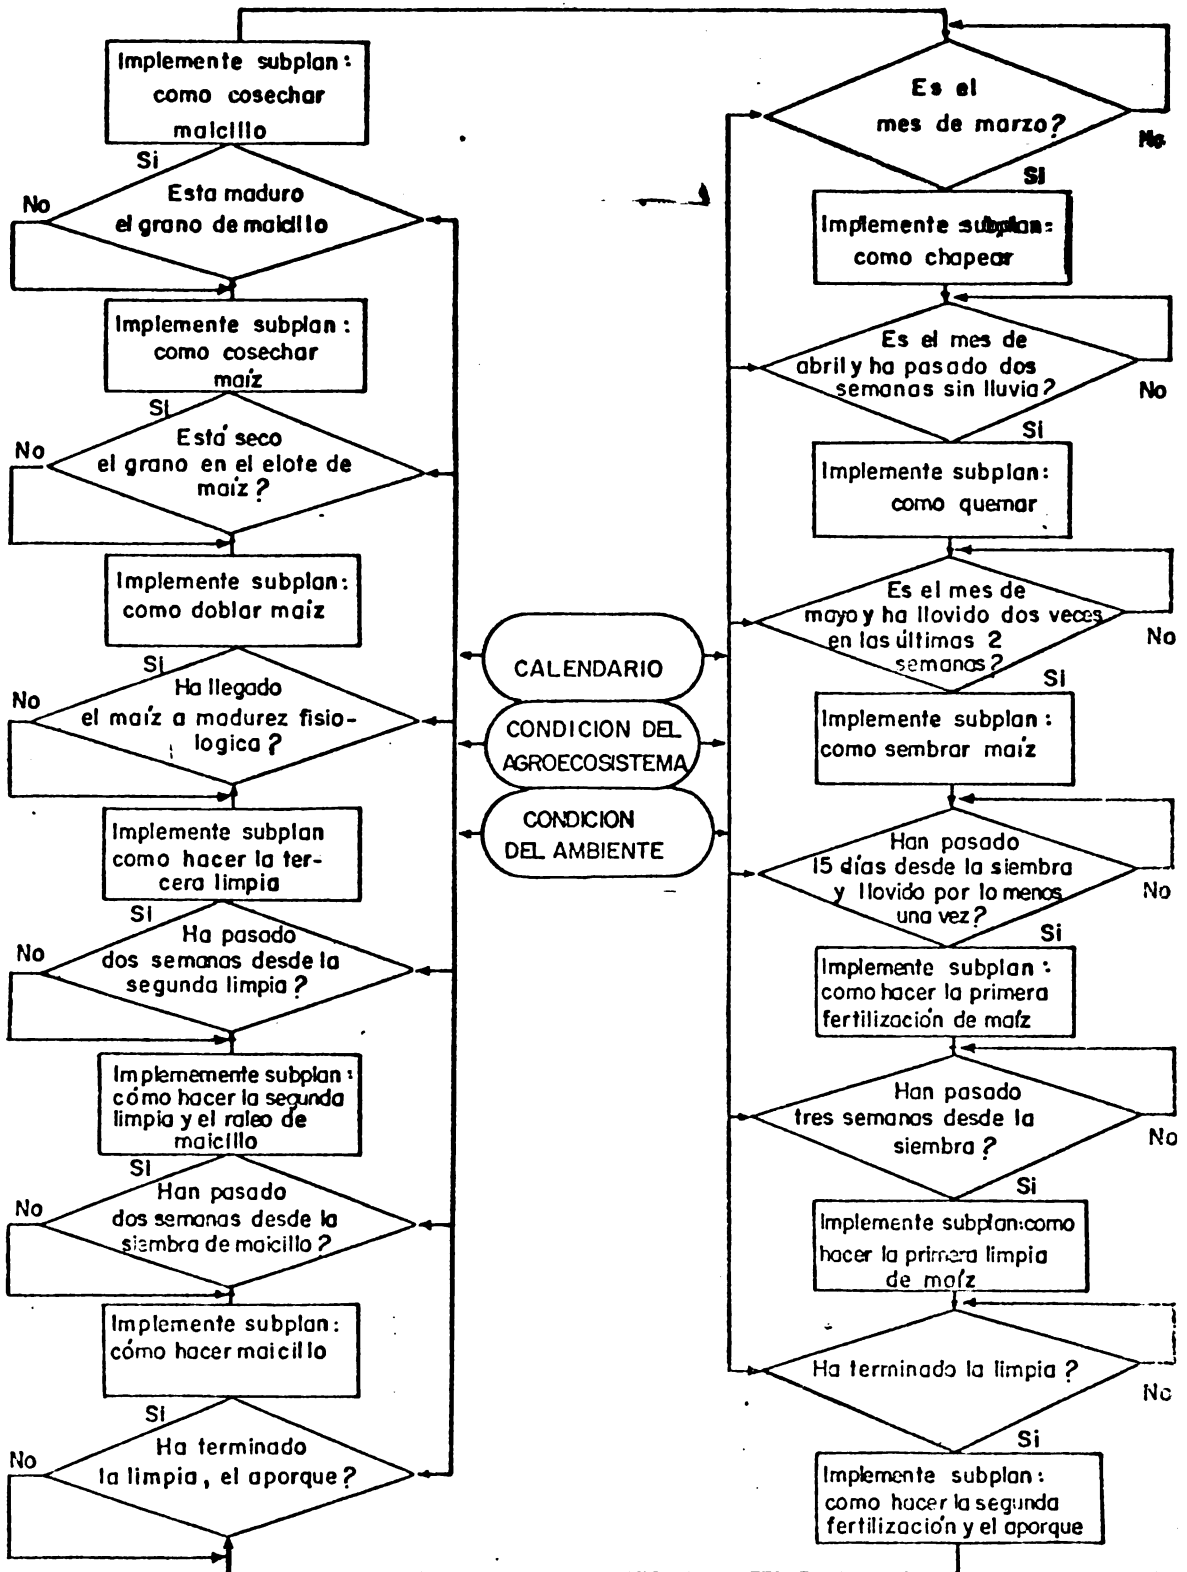 Implemente subplan:
como cosechar
maicillo
Si
No
Esta maduro
el grano de maicillo
Implemente subplan:
como cosechar
maíz
Si
No
Está seco
el grano en el elote de
maíz?
Implemente subplan:
como doblar maiz
Si
No
Ha llegado
el maíz a madurez fisio-
logica?
Implemente subplan
como hacer la ter-
cera limpia
Si
No
Ha pasado
dos semanas desde la
segunda limpia?
Implememente subplan:
cómo hacer la segunda
limpia y el raleo de
maicillo
Si
No
Han pasado
dos semanas desde la
siembra de maicillo?
Implemente subplan:
cómo hacer maicillo
Si
No
Ha terminado
la limpia, el aporque?
CALENDARIO
CONDICION DEL
AGROECOSISTEMA
CONDICION
DEL AMBIENTE
Es el
mes de marzo?
No
Si
Implemente subplan:
como chapear
Es el mes de
abril y ha pasado dos
semanas sin lluvia?
No
Si
Implemente subplan:
como quemar
Es el mes de
mayo y ha llovido dos veces
en las últimas 2
semanas?
No
Si
Implemente subplan:
como sembrar maíz
Han pasado
15 días desde la siembra
y llovido por lo menos
una vez?
No
Si
Implemente subplan:
como hacer la primera
fertilización de maíz
Han pasado
tres semanas desde la
siembra?
No
Si
Implemente subplan:como
hacer la primera limpia
de maíz
Ha terminado la limpia?
No
Si
Implemente subplan:
como hacer la segunda
fertilización y el aporque